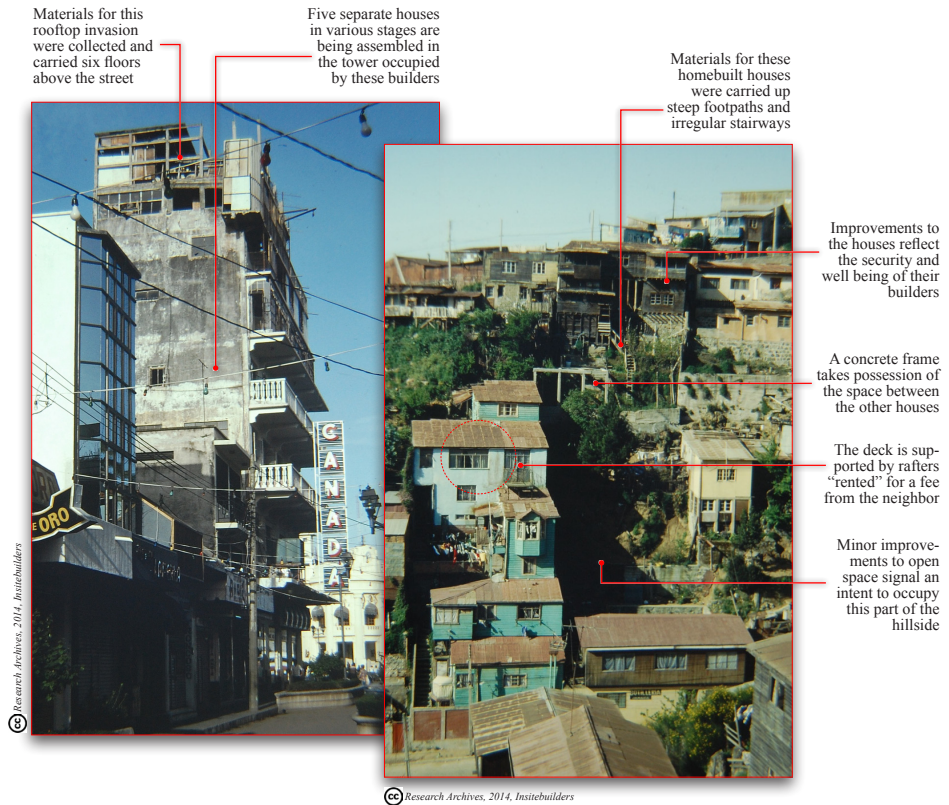 Materials for this
rooftop invasion
were collected and
carried six floors
above the street
Five separate houses
in various stages are
being assembled in
the tower occupied
by these builders
Materials for these
homebuilt houses
were carried up
steep footpaths and
irregular stairways
Improvements to
the houses reflect
the security and
well being of their
builders
A concrete frame
takes possession of
the space between
the other houses
The deck is sup-
ported by rafters
“rented” for a fee
from the neighbor
Minor improve-
ments to open
space signal an
intent to occupy
this part of the
hillside
CANADA
E ORO
cc Research Archives, 2014, Insitebuilders
cc Research Archives, 2014, Insitebuilders